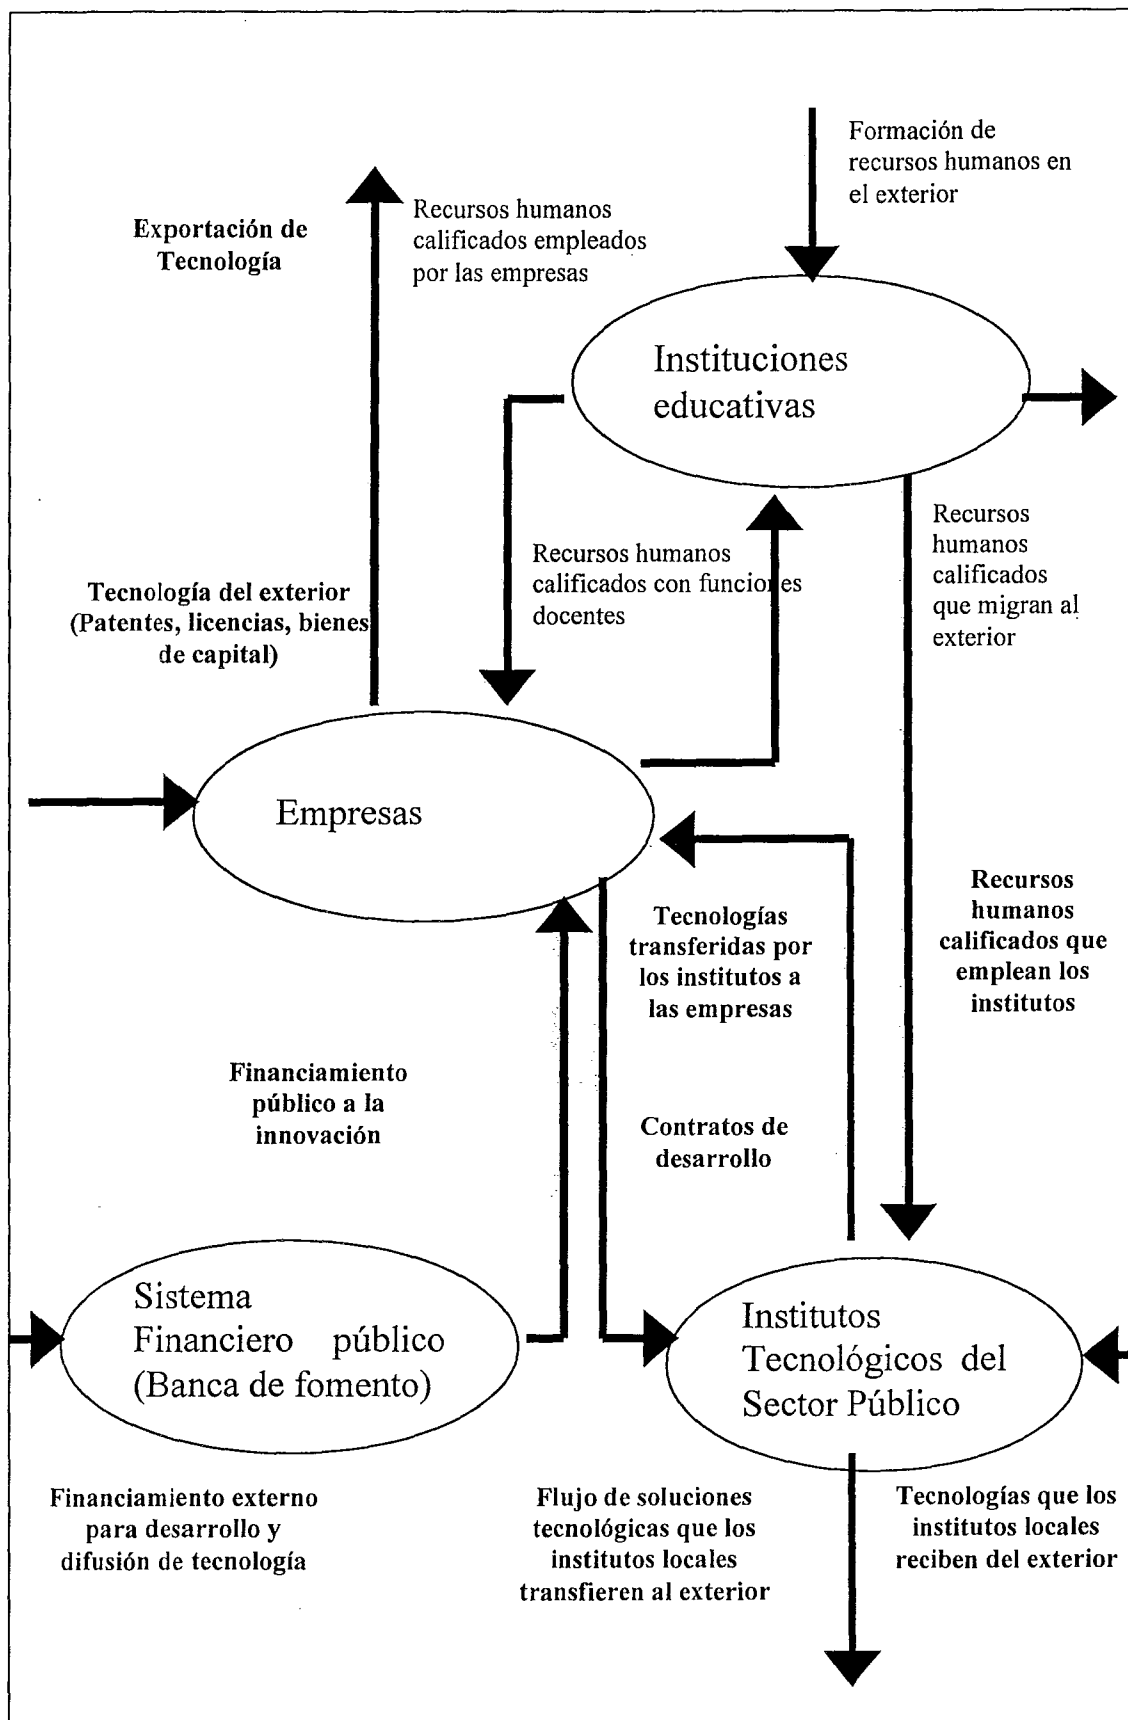 Formación de
recursos humanos en
el exterior
Exportación de
Tecnología
Recursos humanos
calificados empleados
por las empresas
Instituciones
educativas
Tecnología del exterior
(Patentes, licencias, bienes
de capital)
Recursos humanos
calificados con funciones
docentes
Recursos
humanos
calificados
que migran al
exterior
Empresas
Tecnologías
transferidas por
los institutos a
las empresas
Recursos
humanos
calificados que
emplean los
institutos
Financiamiento
público a la
innovación
Contratos de
desarrollo
Sistema
Financiero público
(Banca de fomento)
Institutos
Tecnológicos del
Sector Público
Financiamiento externo
para desarrollo y
difusión de tecnología
Flujo de soluciones
tecnológicas que los
institutos locales
transfieren al exterior
Tecnologías que los
institutos locales
reciben del exterior